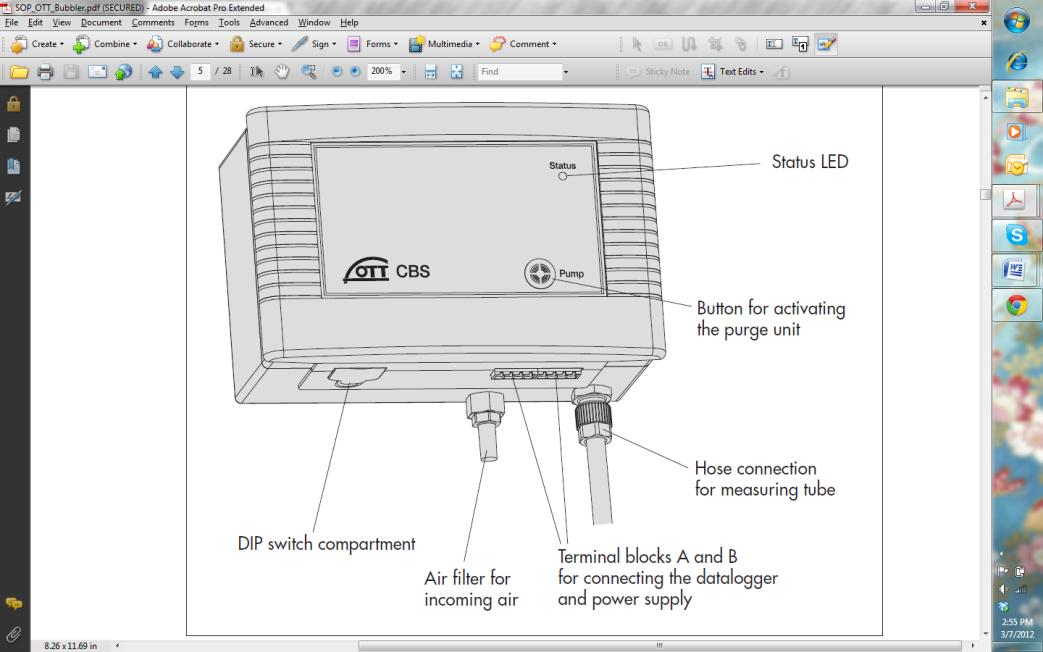 SOP_OTT_Bubbler.pdf (SECURED) - Adobe Acrobat Pro Extended
File Edit View Document Comments Forms Tools Advanced Window Help
Create Combine Collaborate Secure Sign Forms Multimedia Comment
5 / 28 200% Find Sticky Note Text Edits
Status
Status LED
OTT CBS
Pump
Button for activating
the purge unit
Hose connection
for measuring tube
DIP switch compartment
Air filter for
incoming air
Terminal blocks A and B
for connecting the datalogger
and power supply
8.26 x 11.69 in
2:55 PM
3/7/2012